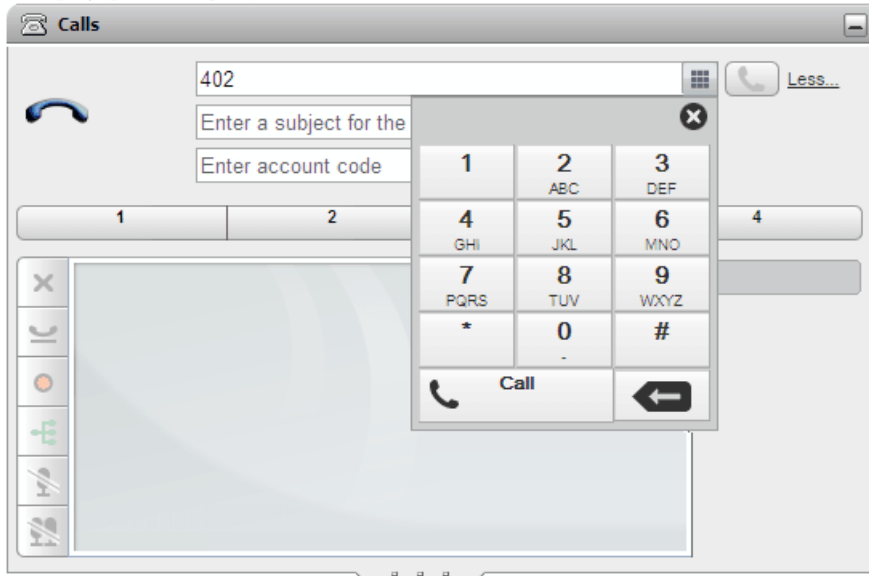 Calls
402
Less...
Enter a subject for the
Enter account code
1
2
ABC
3
DEF
4
GHI
5
JKL
6
MNO
7
PQRS
8
TUV
9
WXYZ
*
0
-
#
Call
1
2
4